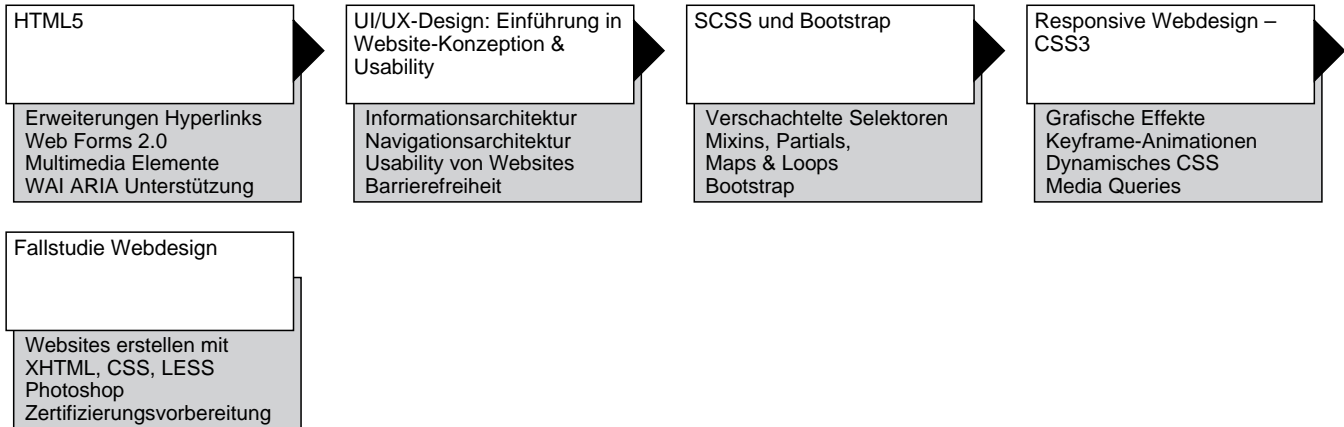 HTML5
Erweiterungen Hyperlinks
Web Forms 2.0
Multimedia Elemente
WAI ARIA Unterstützung
UI/UX-Design: Einführung in
Website-Konzeption &
Usability
Informationsarchitektur
Navigationsarchitektur
Usability von Websites
Barrierefreiheit
SCSS und Bootstrap
Verschachtelte Selektoren
Mixins, Partials,
Maps & Loops
Bootstrap
Responsive Webdesign –
CSS3
Grafische Effekte
Keyframe-Animationen
Dynamisches CSS
Media Queries
Fallstudie Webdesign
Websites erstellen mit
XHTML, CSS, LESS
Photoshop
Zertifizierungsvorbereitung